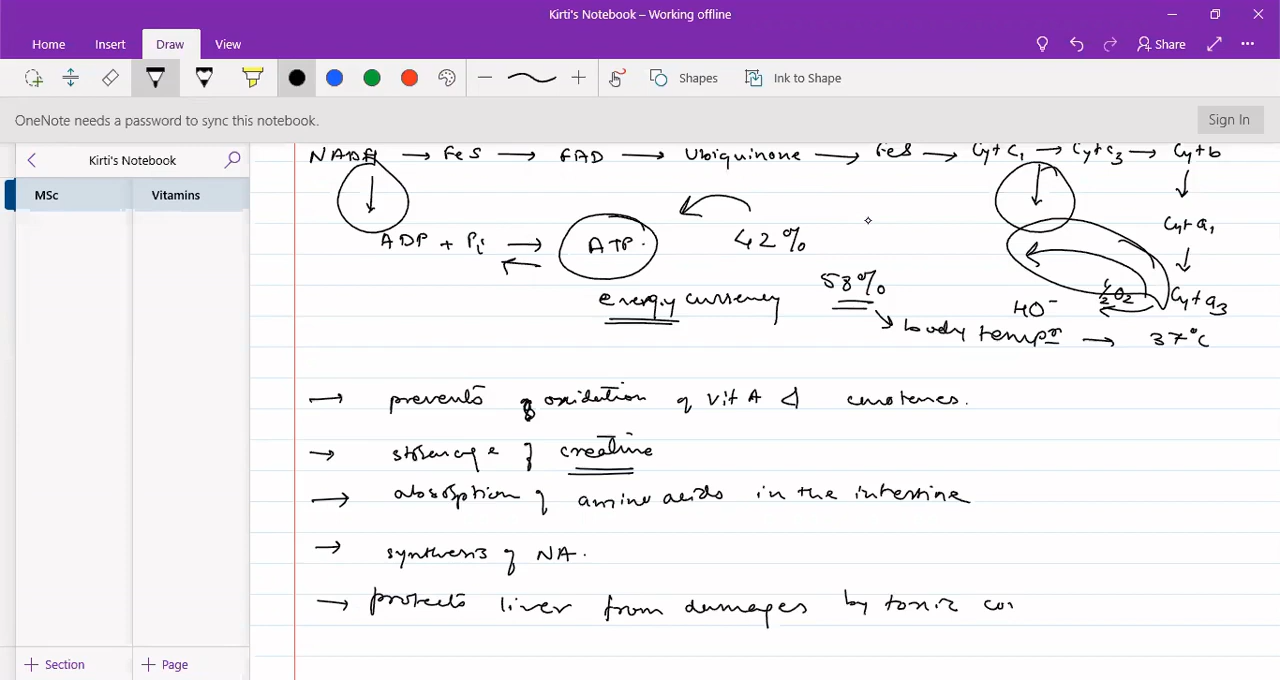 Kirti's Notebook – Working offline
Home Insert Draw View Share
Shapes Ink to Shape
OneNote needs a password to sync this notebook. Sign In
Kirti's Notebook
MSc Vitamins
NADH → FeS → FAD → Ubiquinone → FeS → Cyt c1 → Cyt c3 → Cyt b
Cyt a1
ADP + Pi ATP 42%
58% 1/2O2 Cyt a3
energy currency
body tempr → 37°C
→ prevents of oxidation of vit A & carotenes.
→ storage of creatine
→ absorption of amino acids in the intestine
→ synthesis of NA.
→ protects liver from damages by toxic co
+ Section + Page